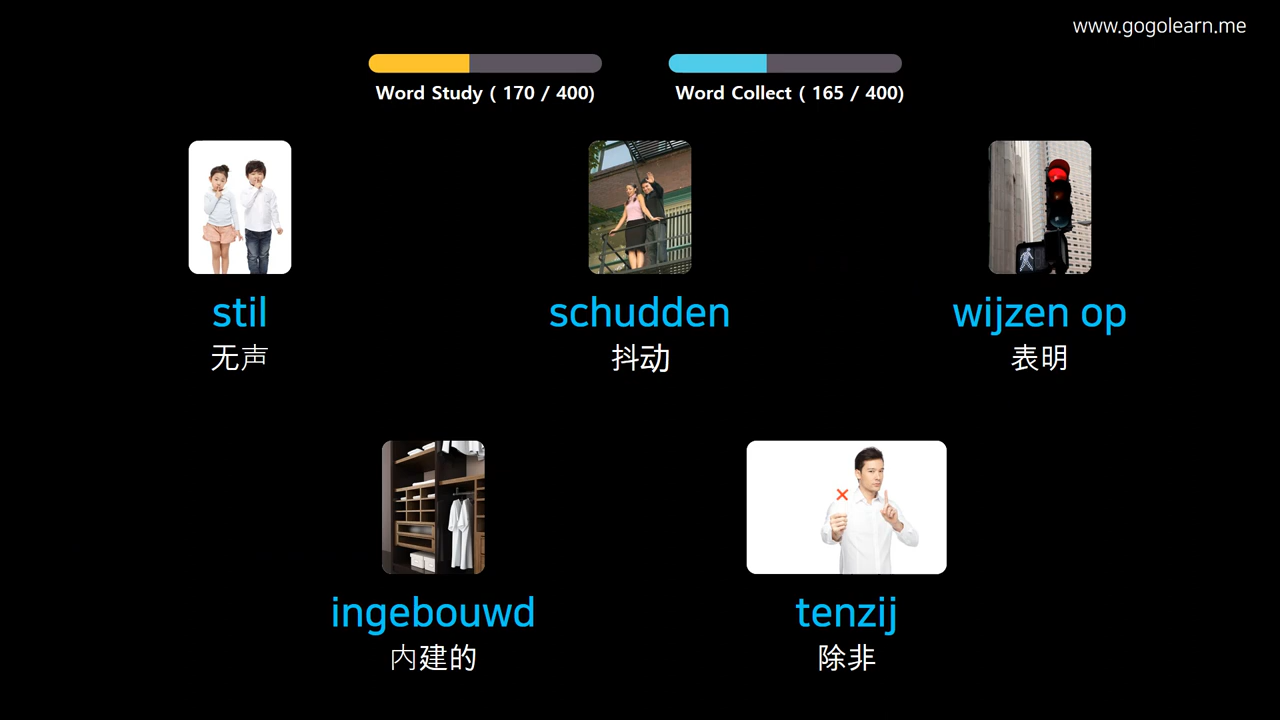 www.gogolearn.me
Word Study ( 170 / 400)
Word Collect ( 165 / 400)
stil
无声
schudden
抖动
wijzen op
表明
ingebouwd
内建的
tenzij
除非